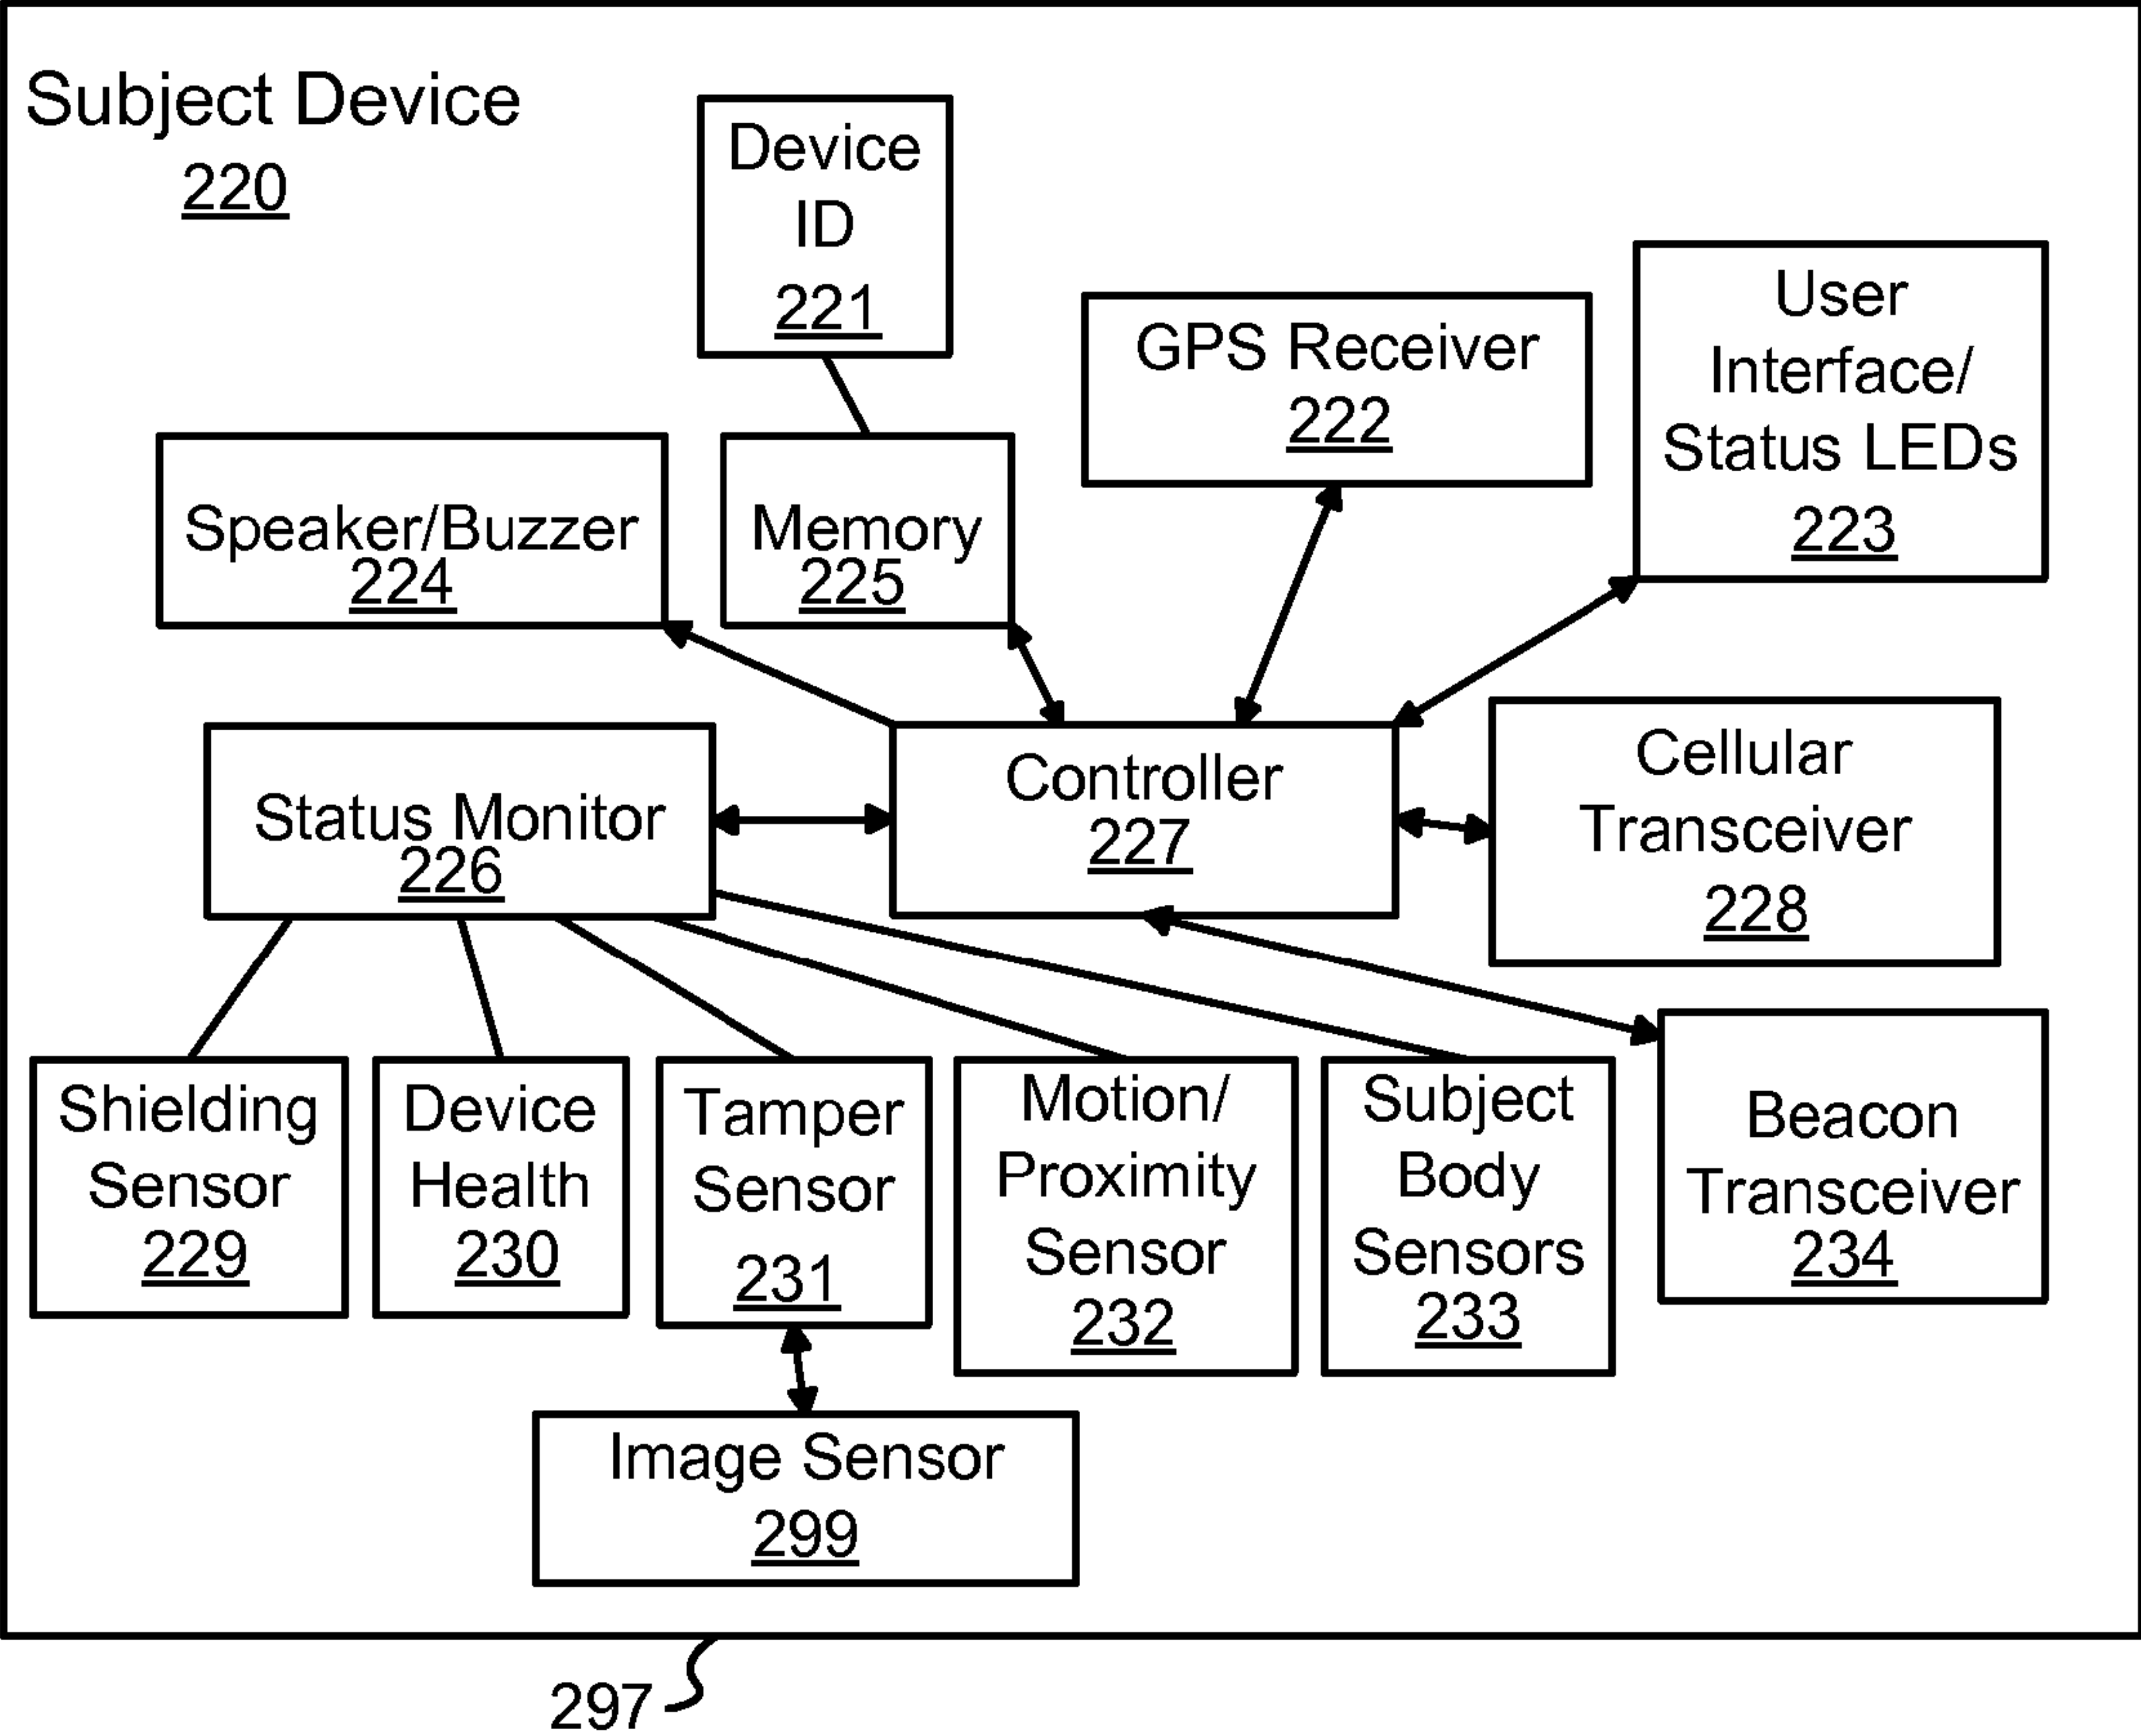 Subject Device
220
Device
ID
221
GPS Receiver
222
User
Interface/
Status LEDs
223
Speaker/Buzzer
224
Memory
225
Status Monitor
226
Controller
227
Cellular
Transceiver
228
Shielding
Sensor
229
Device
Health
230
Tamper
Sensor
231
Motion/
Proximity
Sensor
232
Subject
Body
Sensors
233
Beacon
Transceiver
234
Image Sensor
299
297